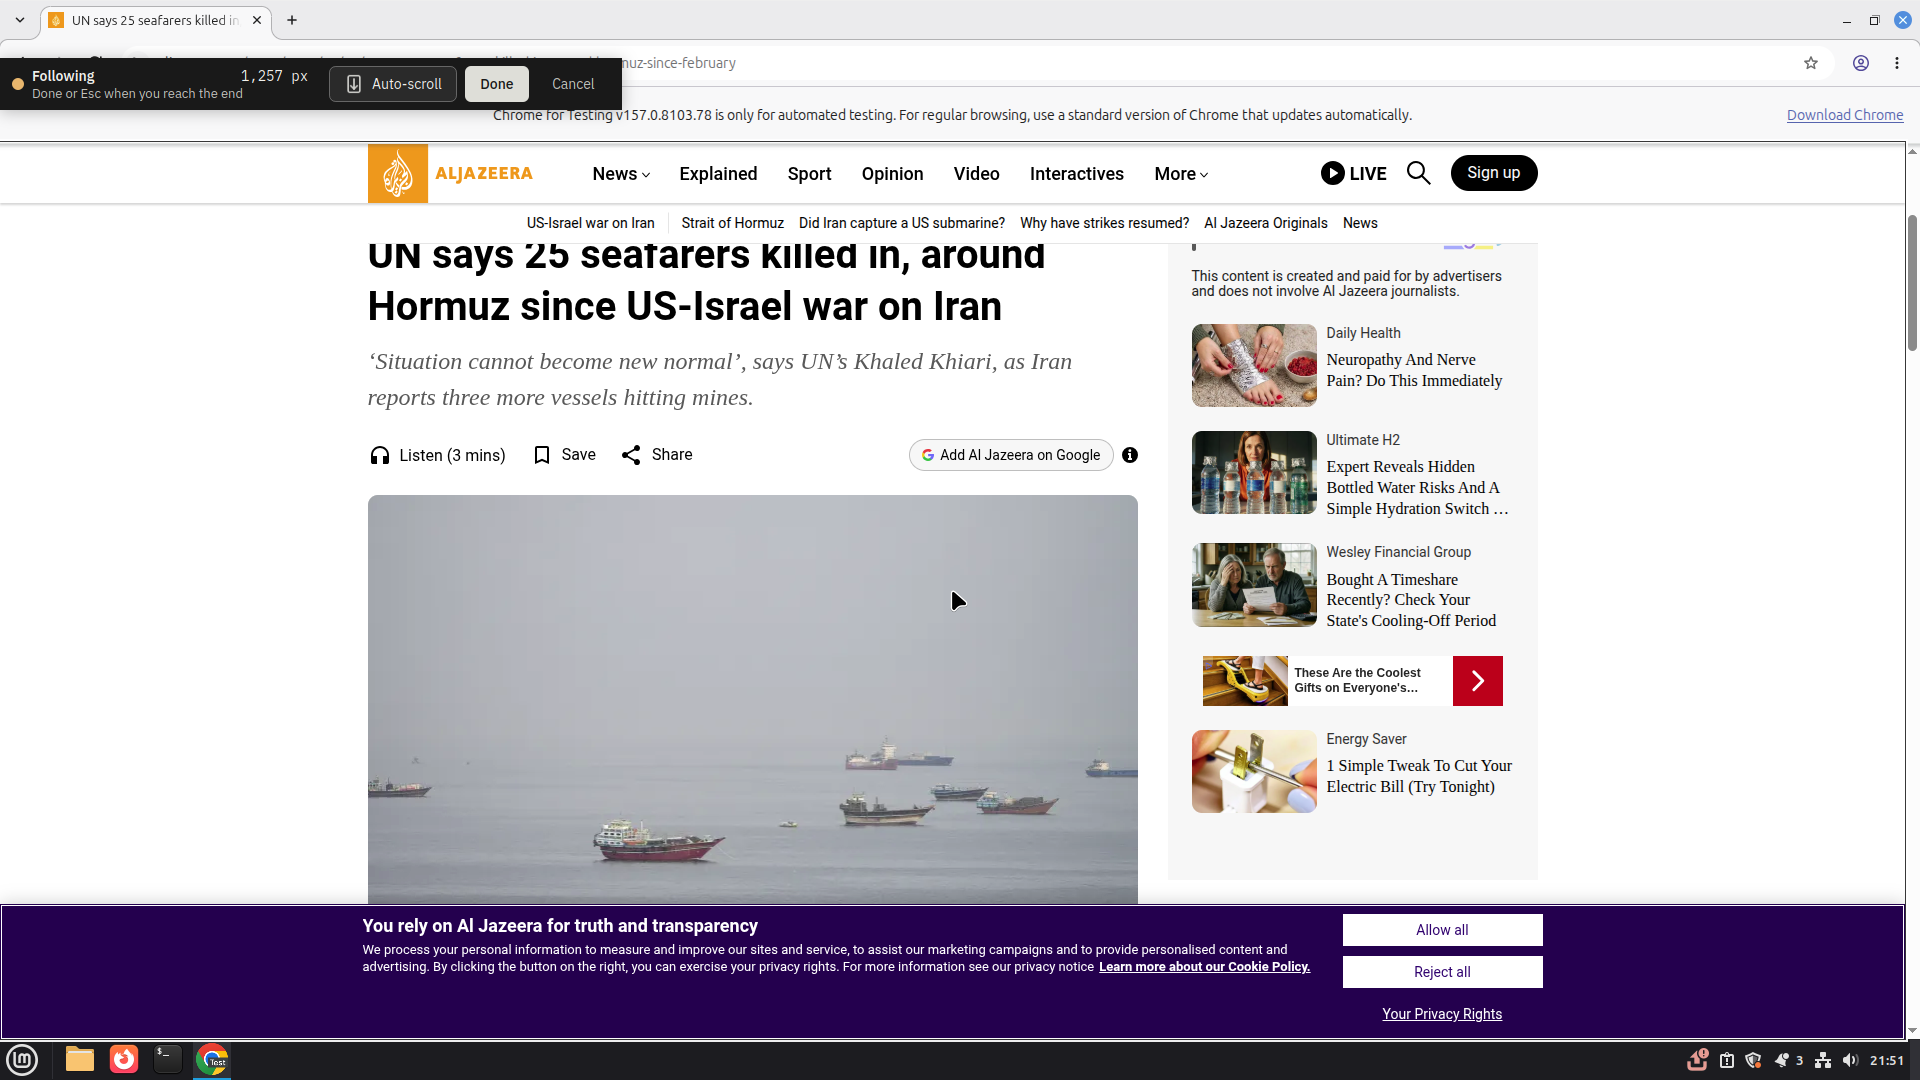 UN says 25 seafarers killed in
Following
1,257 px
Done or Esc when you reach the end
Auto-scroll
Done
Cancel
muz-since-february
Chrome for Testing v157.0.8103.78 is only for automated testing. For regular browsing, use a standard version of Chrome that updates automatically.
Download Chrome
ALJAZEERA
News
Explained
Sport
Opinion
Video
Interactives
More
LIVE
Sign up
US-Israel war on Iran
Strait of Hormuz
Did Iran capture a US submarine?
Why have strikes resumed?
Al Jazeera Originals
News
UN says 25 seafarers killed in, around
Hormuz since US-Israel war on Iran
‘Situation cannot become new normal’, says UN’s Khaled Khiari, as Iran
reports three more vessels hitting mines.
Listen (3 mins)
Save
Share
Add Al Jazeera on Google
This content is created and paid for by advertisers
and does not involve Al Jazeera journalists.
Daily Health
Neuropathy And Nerve
Pain? Do This Immediately
Ultimate H2
Expert Reveals Hidden
Bottled Water Risks And A
Simple Hydration Switch …
Wesley Financial Group
Bought A Timeshare
Recently? Check Your
State's Cooling-Off Period
These Are the Coolest
Gifts on Everyone's...
Energy Saver
1 Simple Tweak To Cut Your
Electric Bill (Try Tonight)
You rely on Al Jazeera for truth and transparency
We process your personal information to measure and improve our sites and service, to assist our marketing campaigns and to provide personalised content and
advertising. By clicking the button on the right, you can exercise your privacy rights. For more information see our privacy notice Learn more about our Cookie Policy.
Allow all
Reject all
Your Privacy Rights
Test
3
21:51